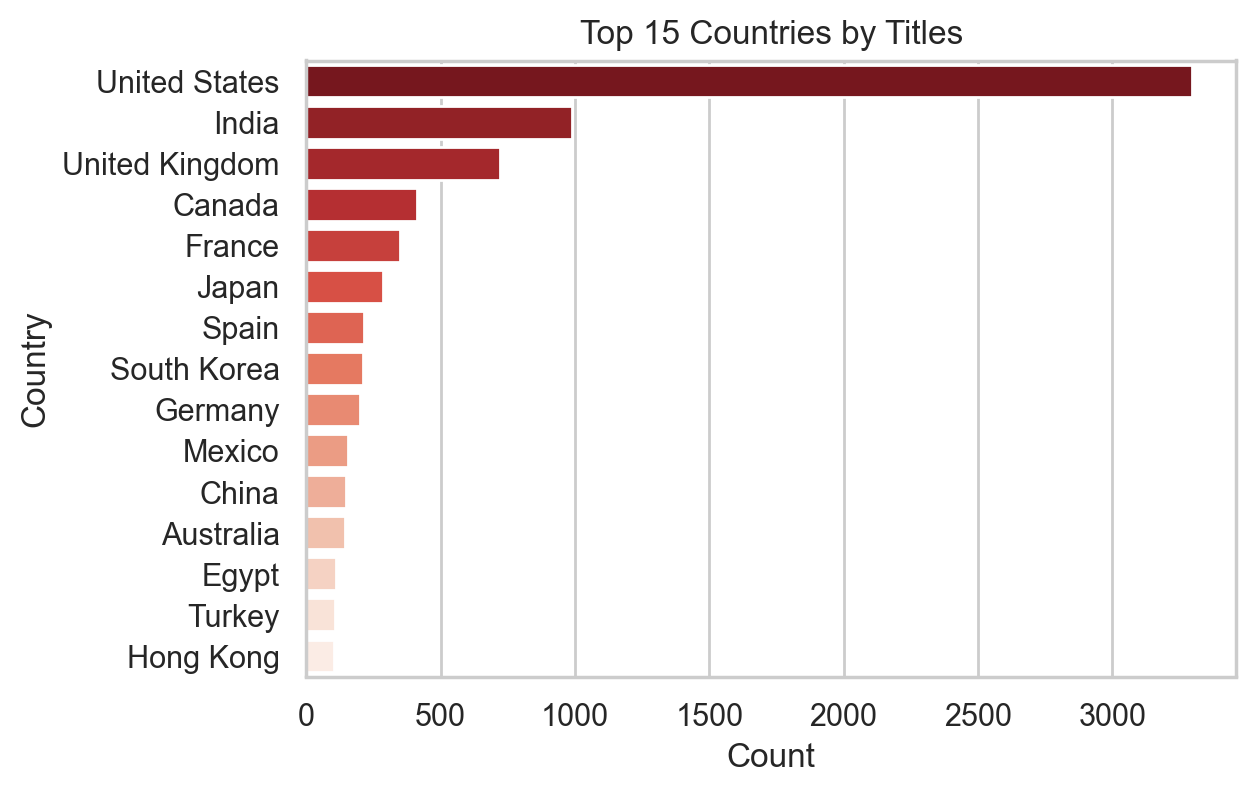 Top 15 Countries by Titles
United States
India
United Kingdom
Canada
France
Japan
Spain
South Korea
Germany
Mexico
China
Australia
Egypt
Turkey
Hong Kong
Country
0 500 1000 1500 2000 2500 3000
Count